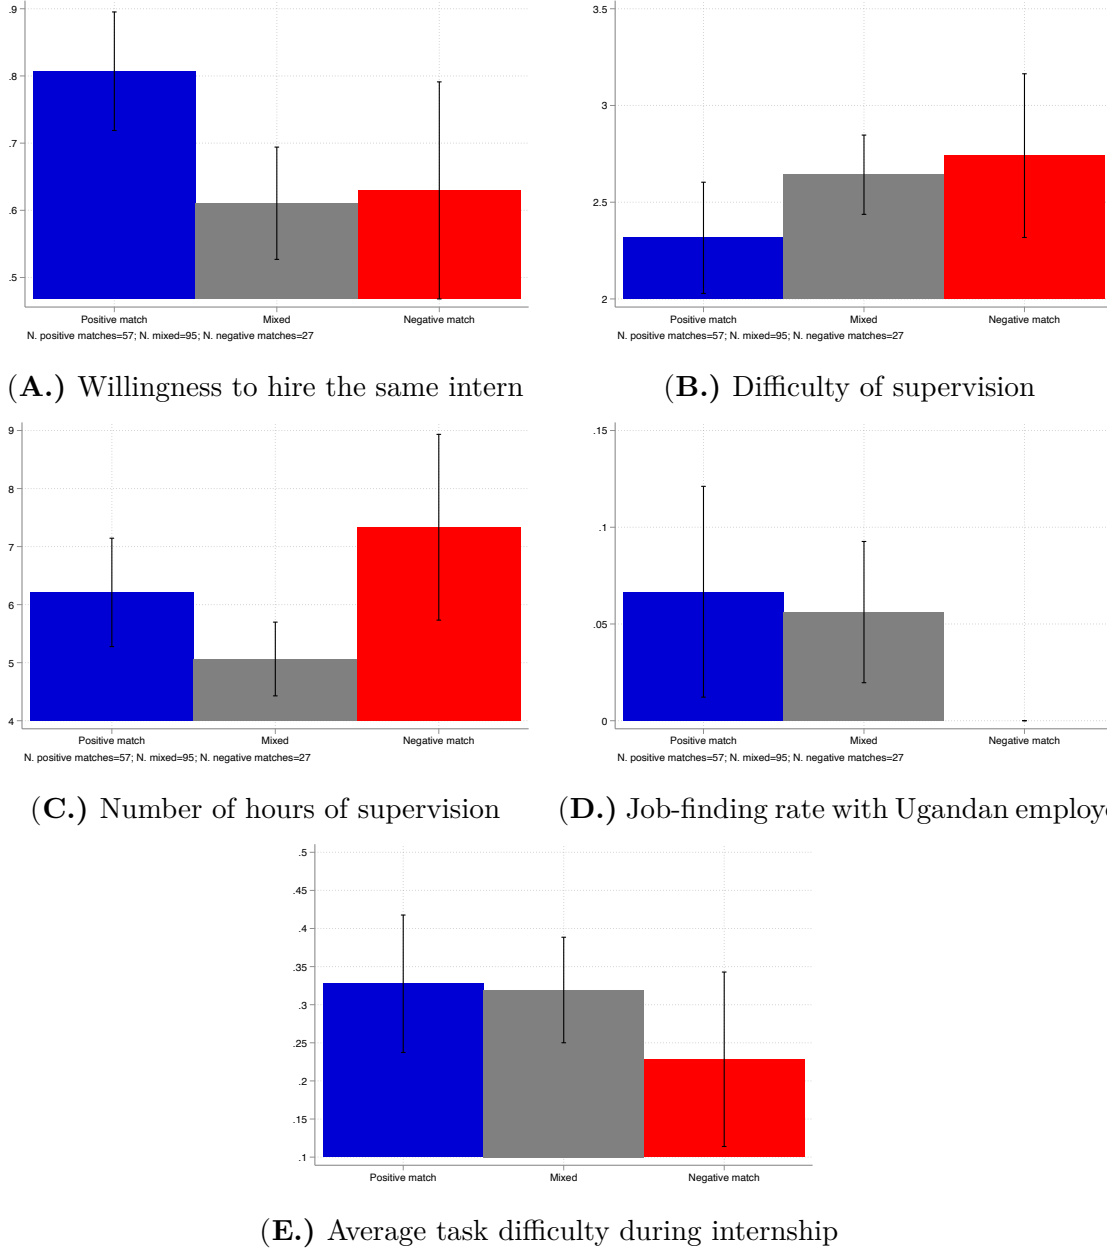 .9
.8
.7
.6
.5
Positive match Mixed Negative match
N. positive matches=57; N. mixed=95; N. negative matches=27
(A.) Willingness to hire the same intern
3.5
3
2.5
2
Positive match Mixed Negative match
N. positive matches=57; N. mixed=95; N. negative matches=27
(B.) Difficulty of supervision
9
8
7
6
5
4
Positive match Mixed Negative match
N. positive matches=57; N. mixed=95; N. negative matches=27
(C.) Number of hours of supervision
.15
.1
.05
0
Positive match Mixed Negative match
N. positive matches=57; N. mixed=95; N. negative matches=27
(D.) Job-finding rate with Ugandan employe
.5
.45
.4
.35
.3
.25
.2
.15
.1
Positive match Mixed Negative match
(E.) Average task difficulty during internship